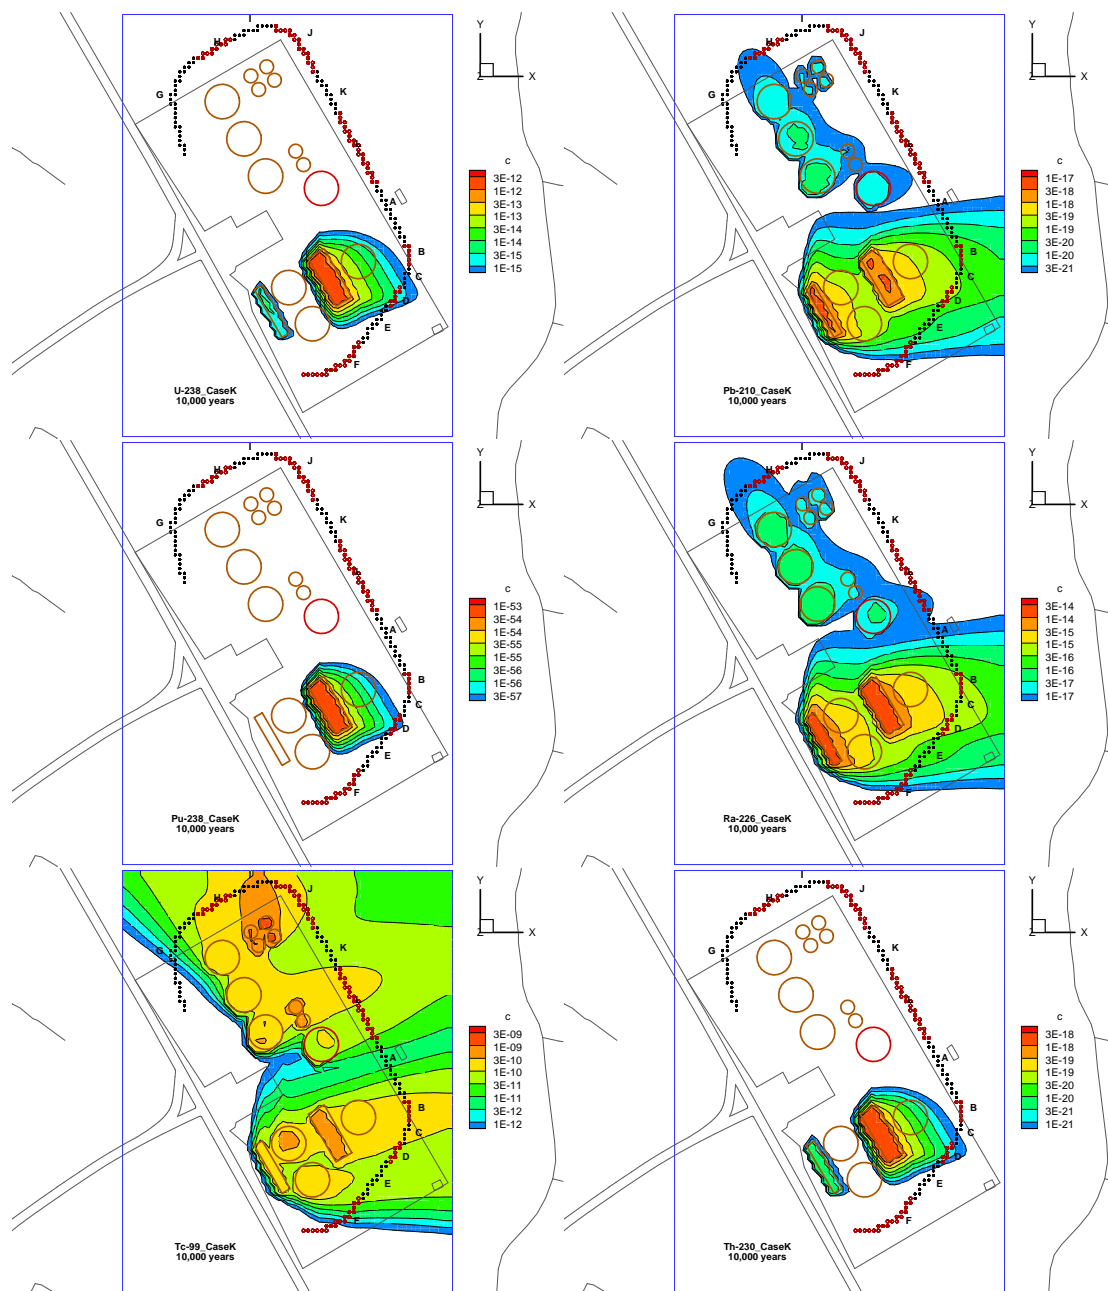 I
J
H
G
K
A
B
C
D
E
F
U-238_CaseK
10,000 years
Y
X
Z
C
3E-12
1E-12
3E-13
1E-13
3E-14
1E-14
3E-15
1E-15
I
J
H
G
K
A
B
C
D
E
F
Pb-210_CaseK
10,000 years
Y
X
Z
C
1E-17
3E-18
1E-18
3E-19
1E-19
3E-20
1E-20
3E-21
I
J
H
G
K
A
B
C
D
E
F
Pu-238_CaseK
10,000 years
Y
X
Z
C
1E-53
3E-54
1E-54
3E-55
1E-55
3E-56
1E-56
3E-57
I
J
H
G
K
A
B
C
D
E
F
Ra-226_CaseK
10,000 years
Y
X
Z
C
3E-14
1E-14
3E-15
1E-15
3E-16
1E-16
3E-17
1E-17
I
J
H
G
K
A
B
C
D
E
F
Tc-99_CaseK
10,000 years
Y
X
Z
C
3E-09
1E-09
3E-10
1E-10
3E-11
1E-11
3E-12
1E-12
I
J
H
G
K
A
B
C
D
E
F
Th-230_CaseK
10,000 years
Y
X
Z
C
3E-18
1E-18
3E-19
1E-19
3E-20
1E-20
3E-21
1E-21